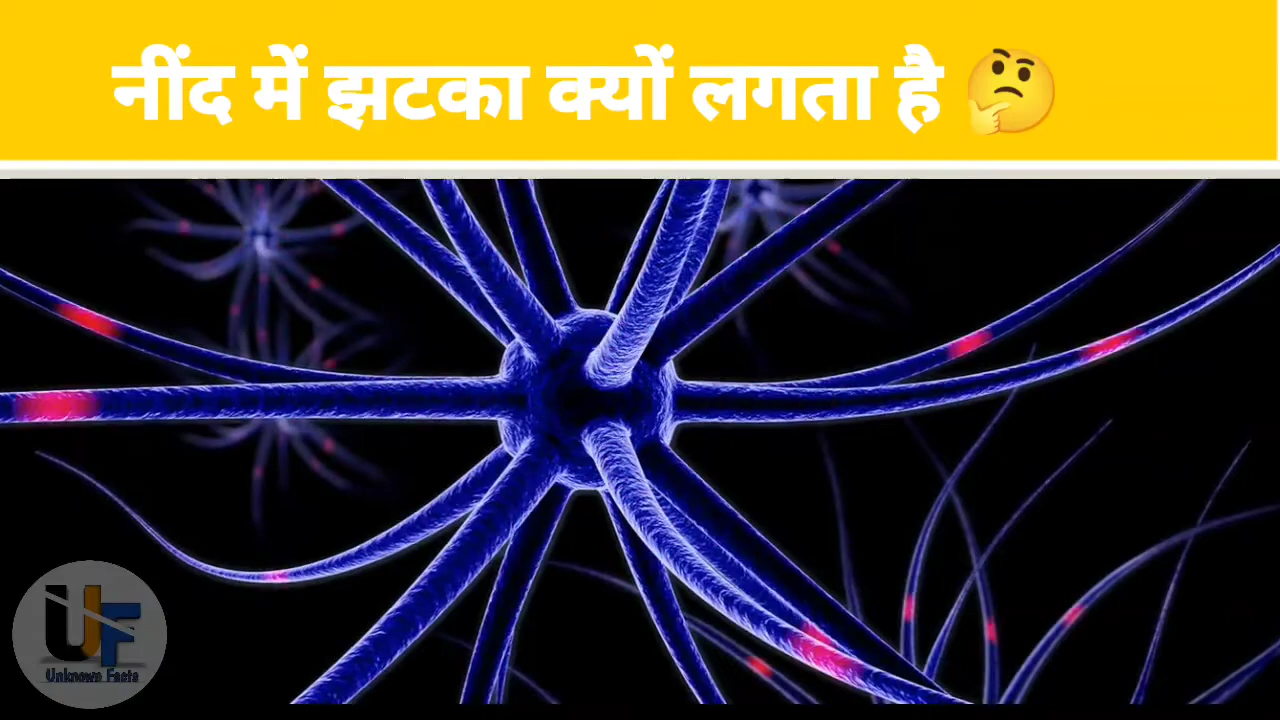 नींद में झटका क्यों लगता है 🤔
UF
Unknown Facts